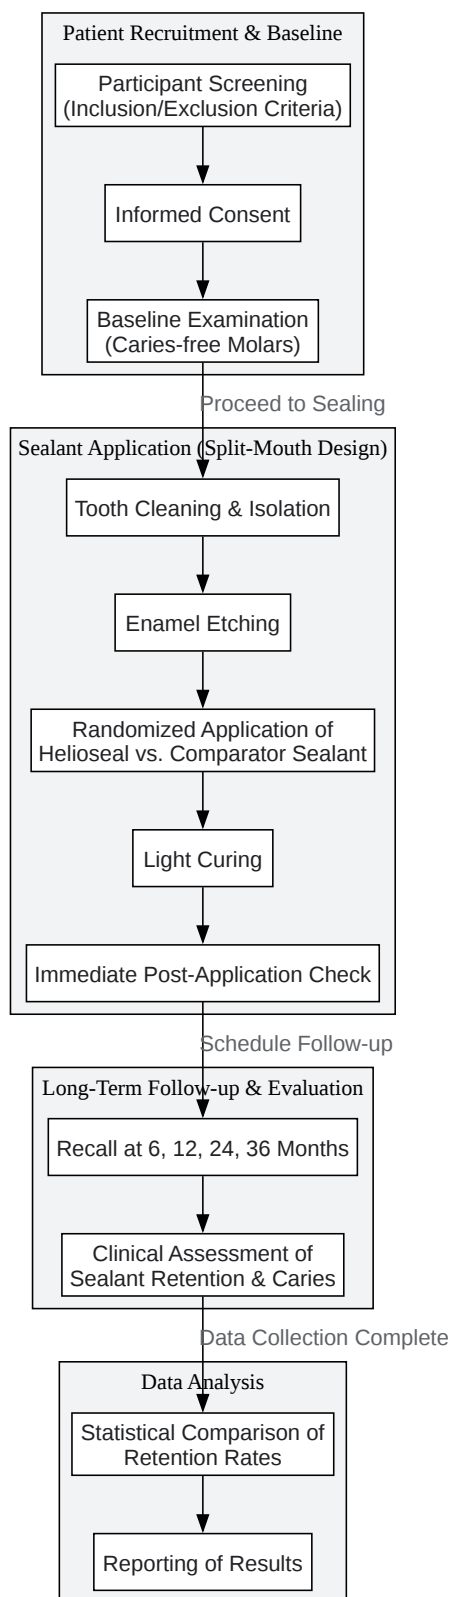 Patient Recruitment & Baseline
Participant Screening
(Inclusion/Exclusion Criteria)
Informed Consent
Baseline Examination
(Caries-free Molars)
Proceed to Sealing
Sealant Application (Split-Mouth Design)
Tooth Cleaning & Isolation
Enamel Etching
Randomized Application of
Helioseal vs. Comparator Sealant
Light Curing
Immediate Post-Application Check
Schedule Follow-up
Long-Term Follow-up & Evaluation
Recall at 6, 12, 24, 36 Months
Clinical Assessment of
Sealant Retention & Caries
Data Collection Complete
Data Analysis
Statistical Comparison of
Retention Rates
Reporting of Results